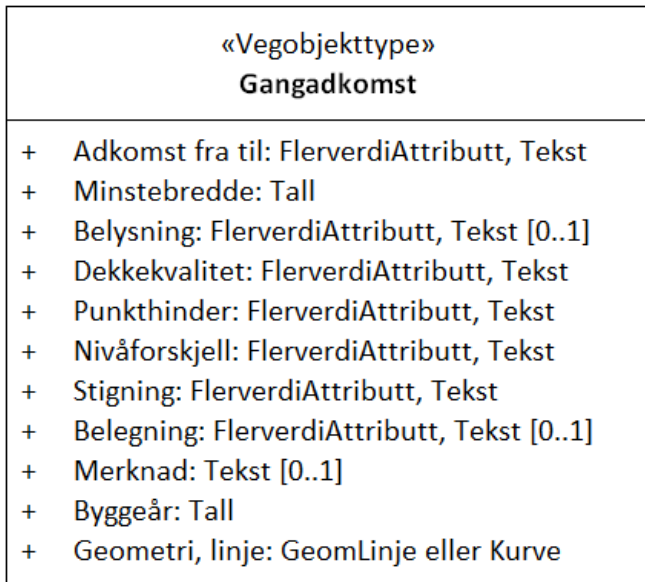 «Vegobjekttype»
Gangadkomst
+ Adkomst fra til: FlerverdiAttributt, Tekst
+ Minstebredde: Tall
+ Belysning: FlerverdiAttributt, Tekst [0..1]
+ Dekkekvalitet: FlerverdiAttributt, Tekst
+ Punkthinder: FlerverdiAttributt, Tekst
+ Nivåforskjell: FlerverdiAttributt, Tekst
+ Stigning: FlerverdiAttributt, Tekst
+ Belegning: FlerverdiAttributt, Tekst [0..1]
+ Merknad: Tekst [0..1]
+ Byggeår: Tall
+ Geometri, linje: GeomLinje eller Kurve